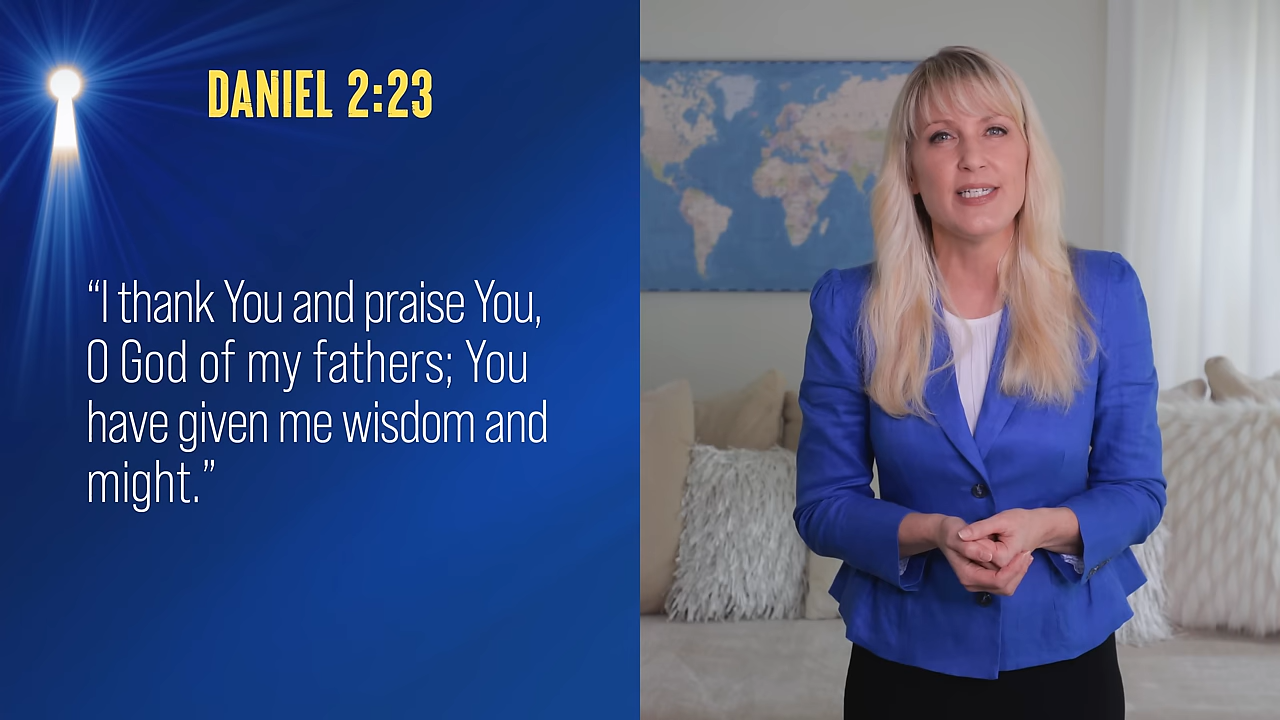 DANIEL 2:23
“I thank You and praise You,
O God of my fathers; You
have given me wisdom and
might.”